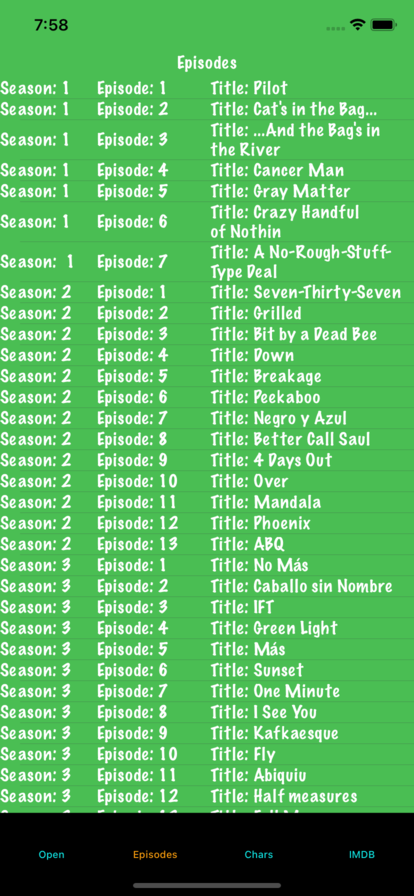 7:58
Episodes
Season: 1 Episode: 1 Title: Pilot
Season: 1 Episode: 2 Title: Cat's in the Bag...
Season: 1 Episode: 3 Title: ...And the Bag's in
the River
Season: 1 Episode: 4 Title: Cancer Man
Season: 1 Episode: 5 Title: Gray Matter
Season: 1 Episode: 6 Title: Crazy Handful
of Nothin
Season: 1 Episode: 7 Title: A No-Rough-Stuff-
Type Deal
Season: 2 Episode: 1 Title: Seven-Thirty-Seven
Season: 2 Episode: 2 Title: Grilled
Season: 2 Episode: 3 Title: Bit by a Dead Bee
Season: 2 Episode: 4 Title: Down
Season: 2 Episode: 5 Title: Breakage
Season: 2 Episode: 6 Title: Peekaboo
Season: 2 Episode: 7 Title: Negro y Azul
Season: 2 Episode: 8 Title: Better Call Saul
Season: 2 Episode: 9 Title: 4 Days Out
Season: 2 Episode: 10 Title: Over
Season: 2 Episode: 11 Title: Mandala
Season: 2 Episode: 12 Title: Phoenix
Season: 2 Episode: 13 Title: ABQ
Season: 3 Episode: 1 Title: No Más
Season: 3 Episode: 2 Title: Caballo sin Nombre
Season: 3 Episode: 3 Title: IFT
Season: 3 Episode: 4 Title: Green Light
Season: 3 Episode: 5 Title: Más
Season: 3 Episode: 6 Title: Sunset
Season: 3 Episode: 7 Title: One Minute
Season: 3 Episode: 8 Title: I See You
Season: 3 Episode: 9 Title: Kafkaesque
Season: 3 Episode: 10 Title: Fly
Season: 3 Episode: 11 Title: Abiquiu
Season: 3 Episode: 12 Title: Half measures
Open Episodes Chars IMDB